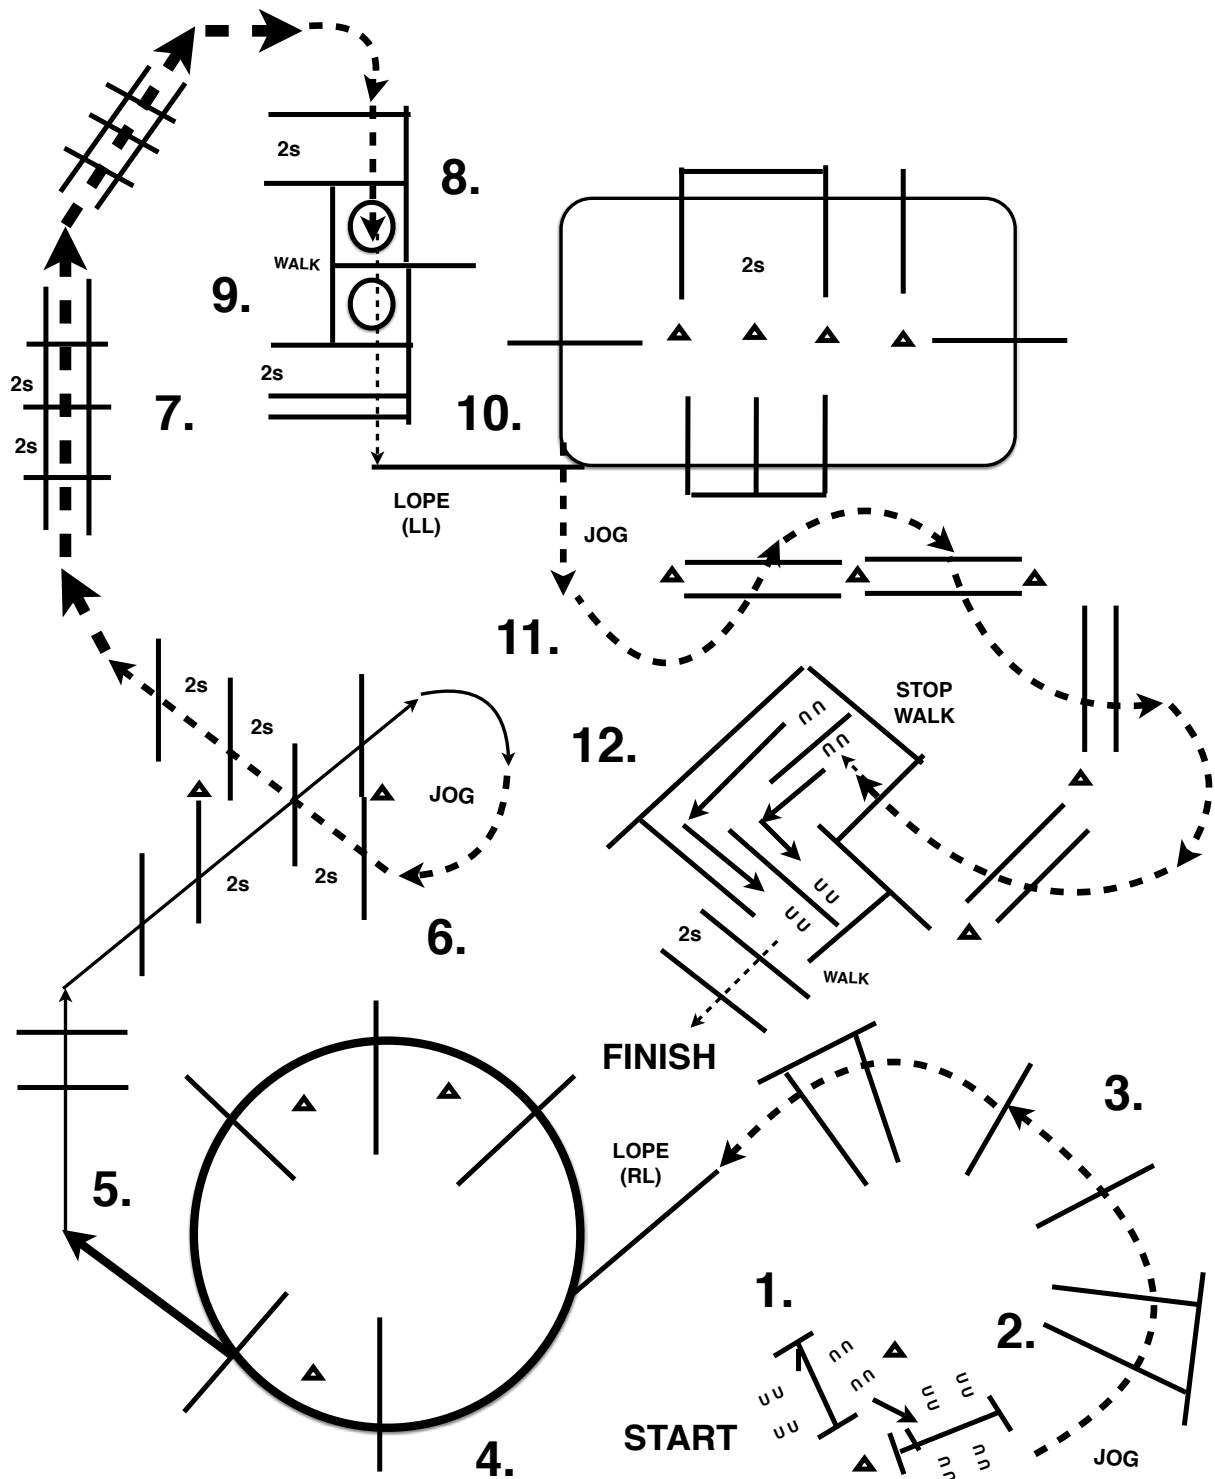 2s
8.
2s
WALK
9.
2s
2s
10.
7.
2s
LOPE
(LL)
JOG
11.
2s
2s
STOP
WALK
12.
JOG
2s
2s
6.
2s
WALK
FINISH
3.
LOPE
(RL)
5.
1.
2.
START
4.
JOG